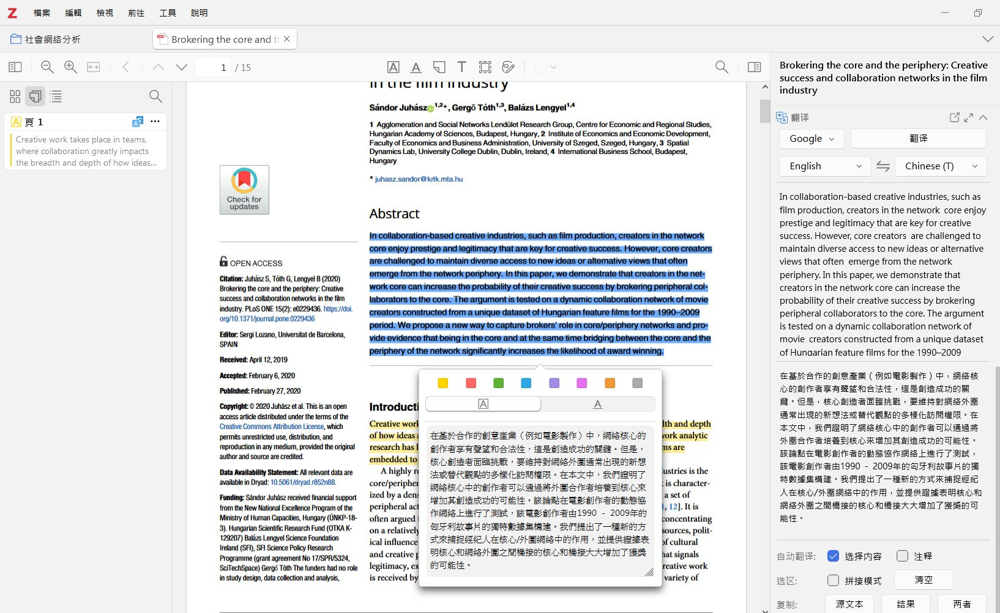 Z 檔案 編輯 檢視 前往 工具 說明
社會網絡分析
Brokering the core and t
1 / 15
頁 1
Creative work takes place in teams,
where collaboration greatly impacts
the breadth and depth of how ideas...
in the film industry
Sándor Juhász 1,2*, Gergő Tóth1,3, Balázs Lengyel1,4
1 Agglomeration and Social Networks Lendület Research Group, Centre for Economic and Regional Studies,
Hungarian Academy of Sciences, Budapest, Hungary, 2 Institute of Economics and Economic Development,
Faculty of Economics and Business Administration, University of Szeged, Szeged, Hungary, 3 Spatial
Dynamics Lab, University College Dublin, Dublin, Ireland, 4 International Business School, Budapest,
Hungary
* juhasz.sandor@krtk.mta.hu
Check for
updates
Abstract
In collaboration-based creative industries, such as film production, creators in the network
core enjoy prestige and legitimacy that are key for creative success. However, core creators
are challenged to maintain diverse access to new ideas or alternative views that often
emerge from the network periphery. In this paper, we demonstrate that creators in the net-
work core can increase the probability of their creative success by brokering peripheral col-
laborators to the core. The argument is tested on a dynamic collaboration network of movie
creators constructed from a unique dataset of Hungarian feature films for the 1990–2009
period. We propose a new way to capture brokers' role in core/periphery networks and pro-
vide evidence that being in the core and at the same time bridging between the core and the
periphery of the network significantly increases the likelihood of award winning.
OPEN ACCESS
Citation: Juhász S, Tóth G, Lengyel B (2020)
Brokering the core and the periphery: Creative
success and collaboration networks in the film
industry. PLoS ONE 15(2): e0229436. https://doi.
org/10.1371/journal.pone.0229436
Editor: Sergi Lozano, Universitat de Barcelona,
SPAIN
Received: April 12, 2019
Accepted: February 6, 2020
Published: February 27, 2020
Copyright: © 2020 Juhász et al. This is an open
access article distributed under the terms of the
Creative Commons Attribution License, which
permits unrestricted use, distribution, and
reproduction in any medium, provided the original
author and source are credited.
Data Availability Statement: All relevant data are
available in Dryad: 10.5061/dryad.r852n88.
Funding: Sándor Juhász received financial support
from the New National Excellence Program of the
Ministry of Human Capacities, Hungary (ÚNKP-18-
3). Hungarian Scientific Research Fund (OTKA K-
129207) Balázs Lengyel Science Foundation
Ireland (SFI), SFI Science Policy Research
Programme (grant agreement No 17/SPR/5324,
SciTechSpace) Gergő Tóth The funders had no role
in study design, data collection and analysis,
Introducti
Creative work
of how ideas
research has
embedded to
A highly
core/peripher
ized by a dens
peripheral act
often argued
on a relatively
ical influence
and creative p
legitimacy, ex
is received by
dth and depth
work analytic
ms are
dustries is the
is character-
a set of
, 12]. It is
concentrating
sources, polit-
of cultural
hat signals
reative work
variety of
在基於合作的創意產業（例如電影製作）中，網絡核心的
創作者享有聲望和合法性，這是創造成功的關鍵。但是，
核心創造者面臨挑戰，要維持對網絡外圍通常出現的新想
法或替代觀點的多樣化訪問權限。在本文中，我們證明了
網絡核心中的創作者可以通過將外圍合作者培養到核心來
增加其創造成功的可能性。該論點在電影創作者的動態協
作網絡上進行了測試，該電影創作者由1990 - 2009年的
匈牙利故事片的獨特數據集構建。我們提出了一種新的方
式來捕捉經紀人在核心/外圍網絡中的作用，並提供證據表
明核心和網絡外圍之間橋接的核心和橋接大大增加了獲獎
的可能性。
Brokering the core and the periphery: Creative
success and collaboration networks in the film
industry
翻译
Google 翻译
English Chinese (T)
In collaboration-based creative industries, such as
film production, creators in the network core enjoy
prestige and legitimacy that are key for creative
success. However, core creators are challenged to
maintain diverse access to new ideas or alternative
views that often emerge from the network
periphery. In this paper, we demonstrate that
creators in the network core can increase the
probability of their creative success by brokering
peripheral collaborators to the core. The argument
is tested on a dynamic collaboration network of
movie creators constructed from a unique dataset
of Hungarian feature films for the 1990–2009
在基於合作的創意產業（例如電影製作）中，網絡核
心的創作者享有聲望和合法性，這是創造成功的關
鍵。但是，核心創造者面臨挑戰，要維持對網絡外圍
通常出現的新想法或替代觀點的多樣化訪問權限。在
本文中，我們證明了網絡核心中的創作者可以通過將
外圍合作者培養到核心來增加其創造成功的可能性。
該論點在電影創作者的動態協作網絡上進行了測試，
該電影創作者由1990 - 2009年的匈牙利故事片的獨
特數據集構建。我們提出了一種新的方式來捕捉經紀
人在核心/外圍網絡中的作用，並提供證據表明核心和
網絡外圍之間橋接的核心和橋接大大增加了獲獎的可
能性。
自动翻译: 选择内容 注释
选区: 拼接模式 清空
复制: 源文本 结果 两者